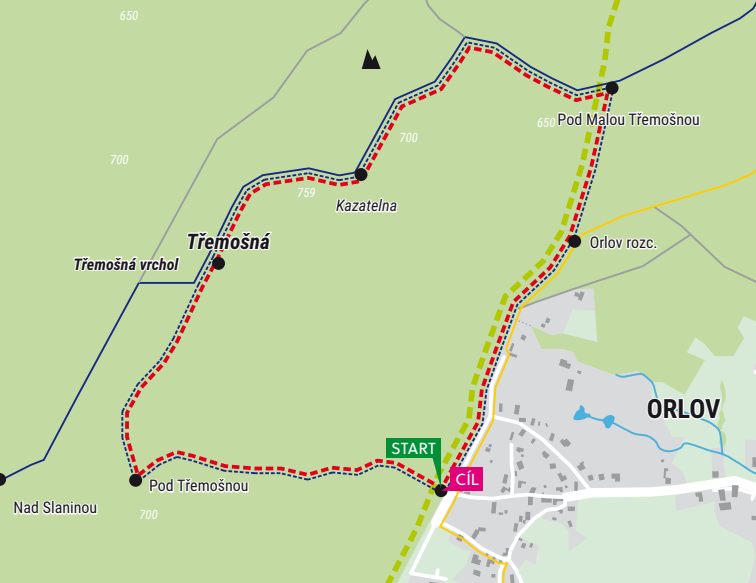 650
650
Pod Malou Třemošnou
700
700
759
Kazatelna
Třemošná
Orlov rozc.
Třemošná vrchol
ORLOV
START
CÍL
Pod Třemošnou
Nad Slaninou
700